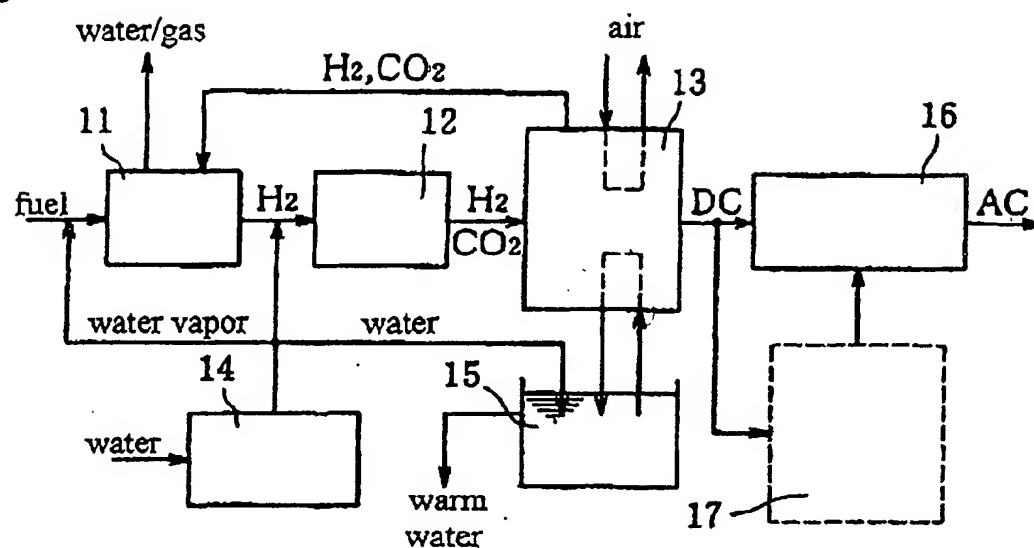 water/gas
air
H2,CO2
13
11
12
16
fuel
H2
H2
CO2
DC
AC
water vapor
water
14
15
water
warm
water
17